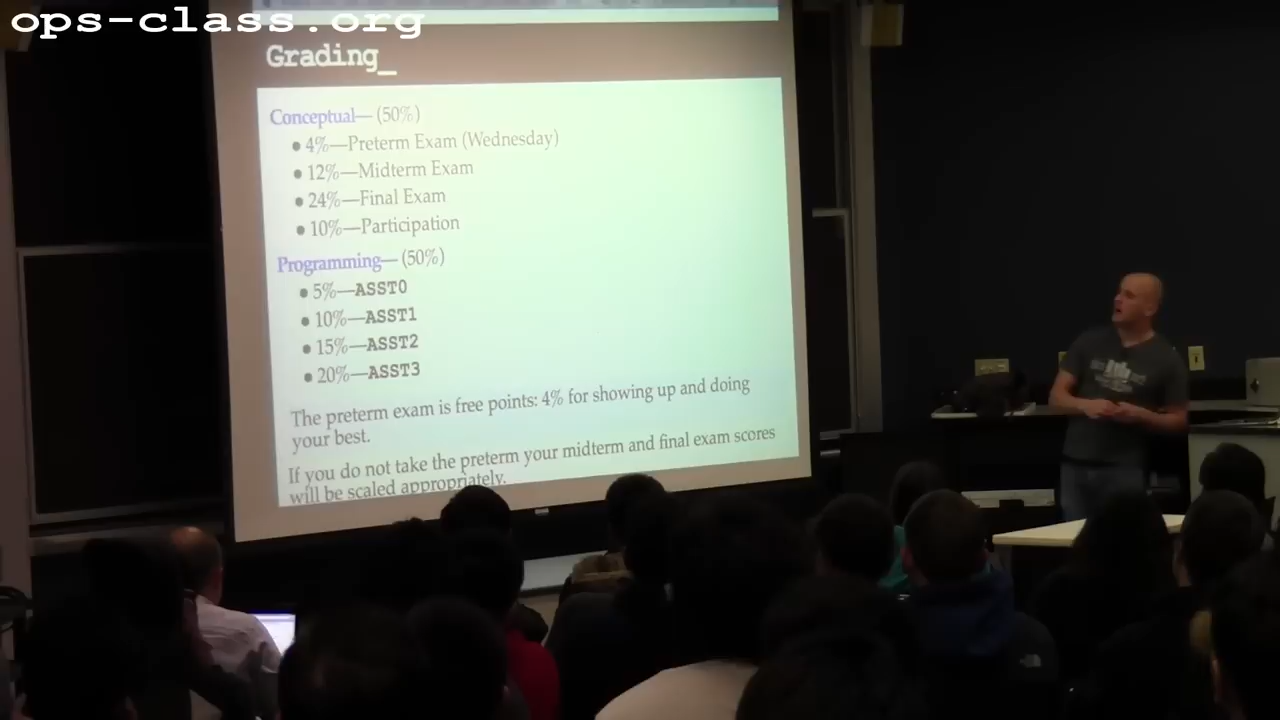 ops-class.org
Grading_
Conceptual— (50%)
• 4%—Preterm Exam (Wednesday)
• 12%—Midterm Exam
• 24%—Final Exam
• 10%—Participation
Programming— (50%)
• 5%—ASST0
• 10%—ASST1
• 15%—ASST2
• 20%—ASST3
The preterm exam is free points: 4% for showing up and doing
your best.
If you do not take the preterm your midterm and final exam scores
will be scaled appropriately.